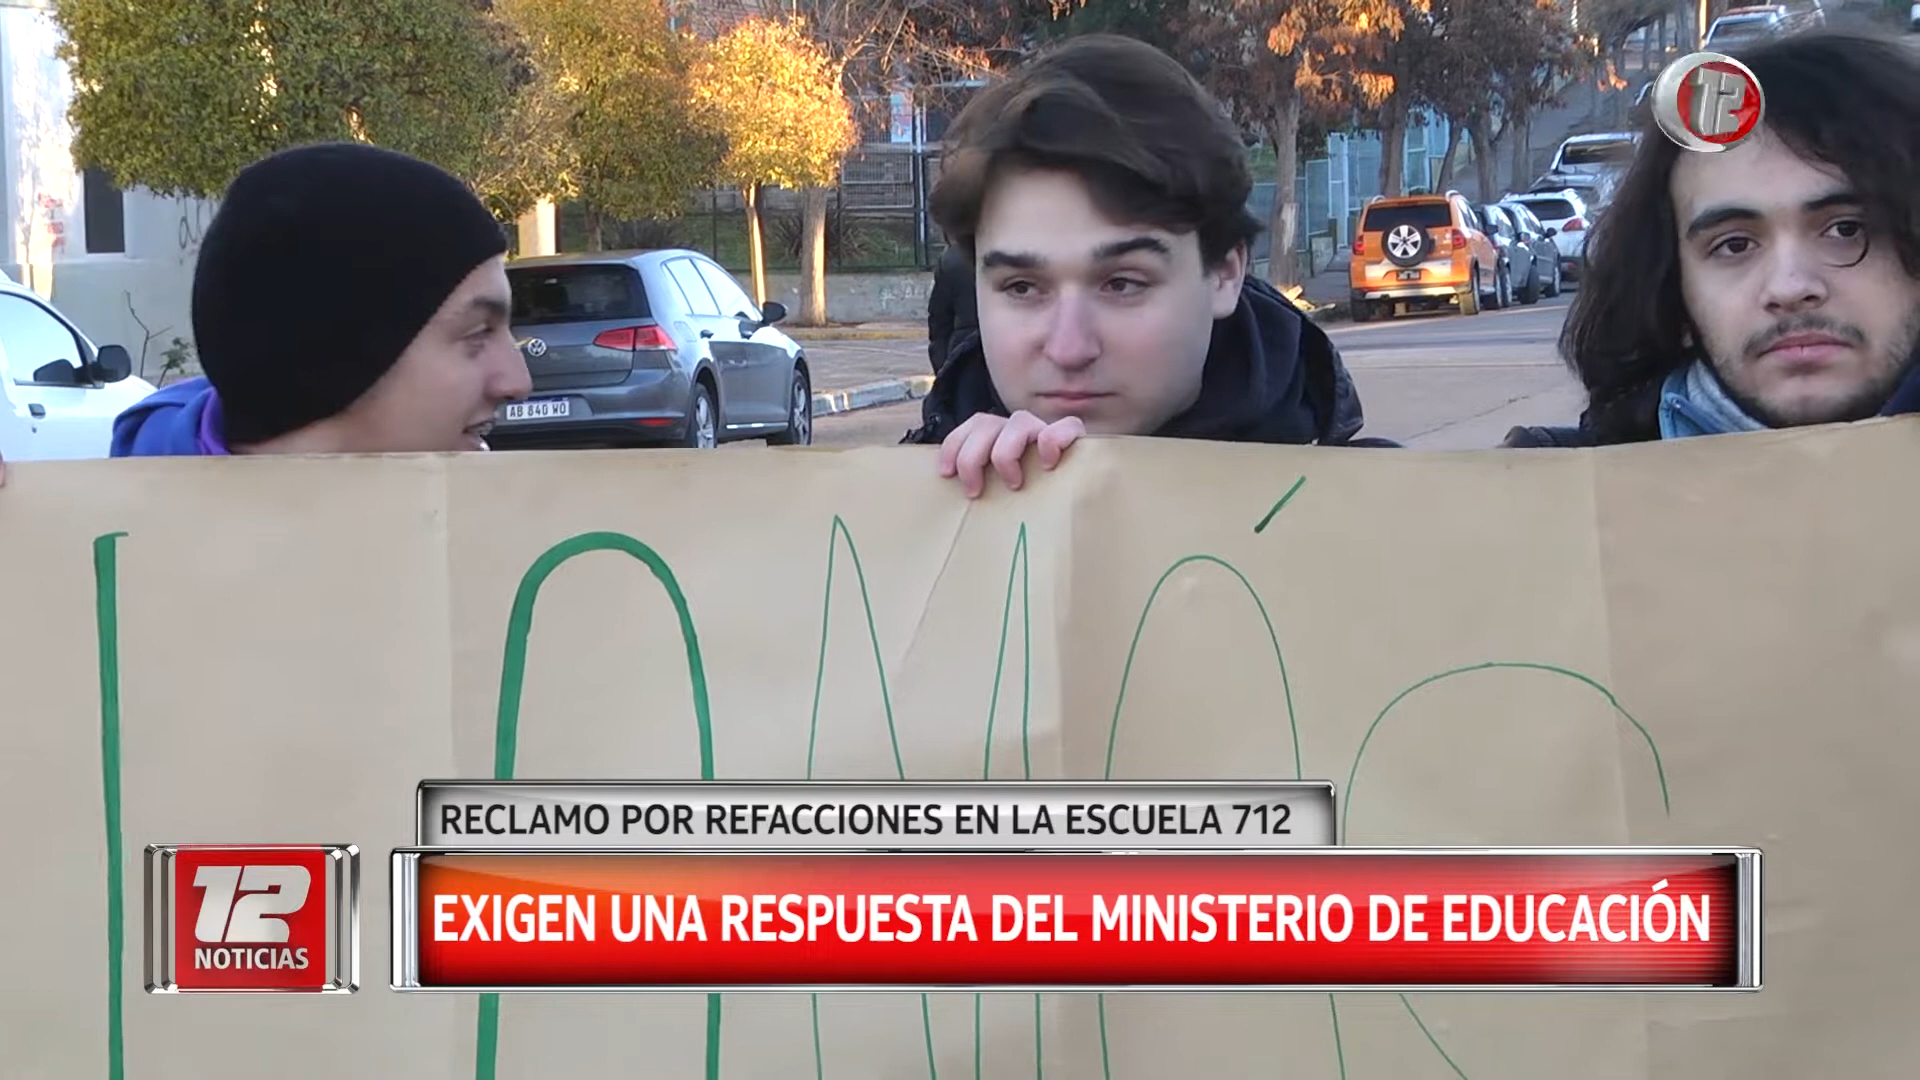 12
AB 840 WO
RECLAMO POR REFACCIONES EN LA ESCUELA 712
12
NOTICIAS
EXIGEN UNA RESPUESTA DEL MINISTERIO DE EDUCACIÓN